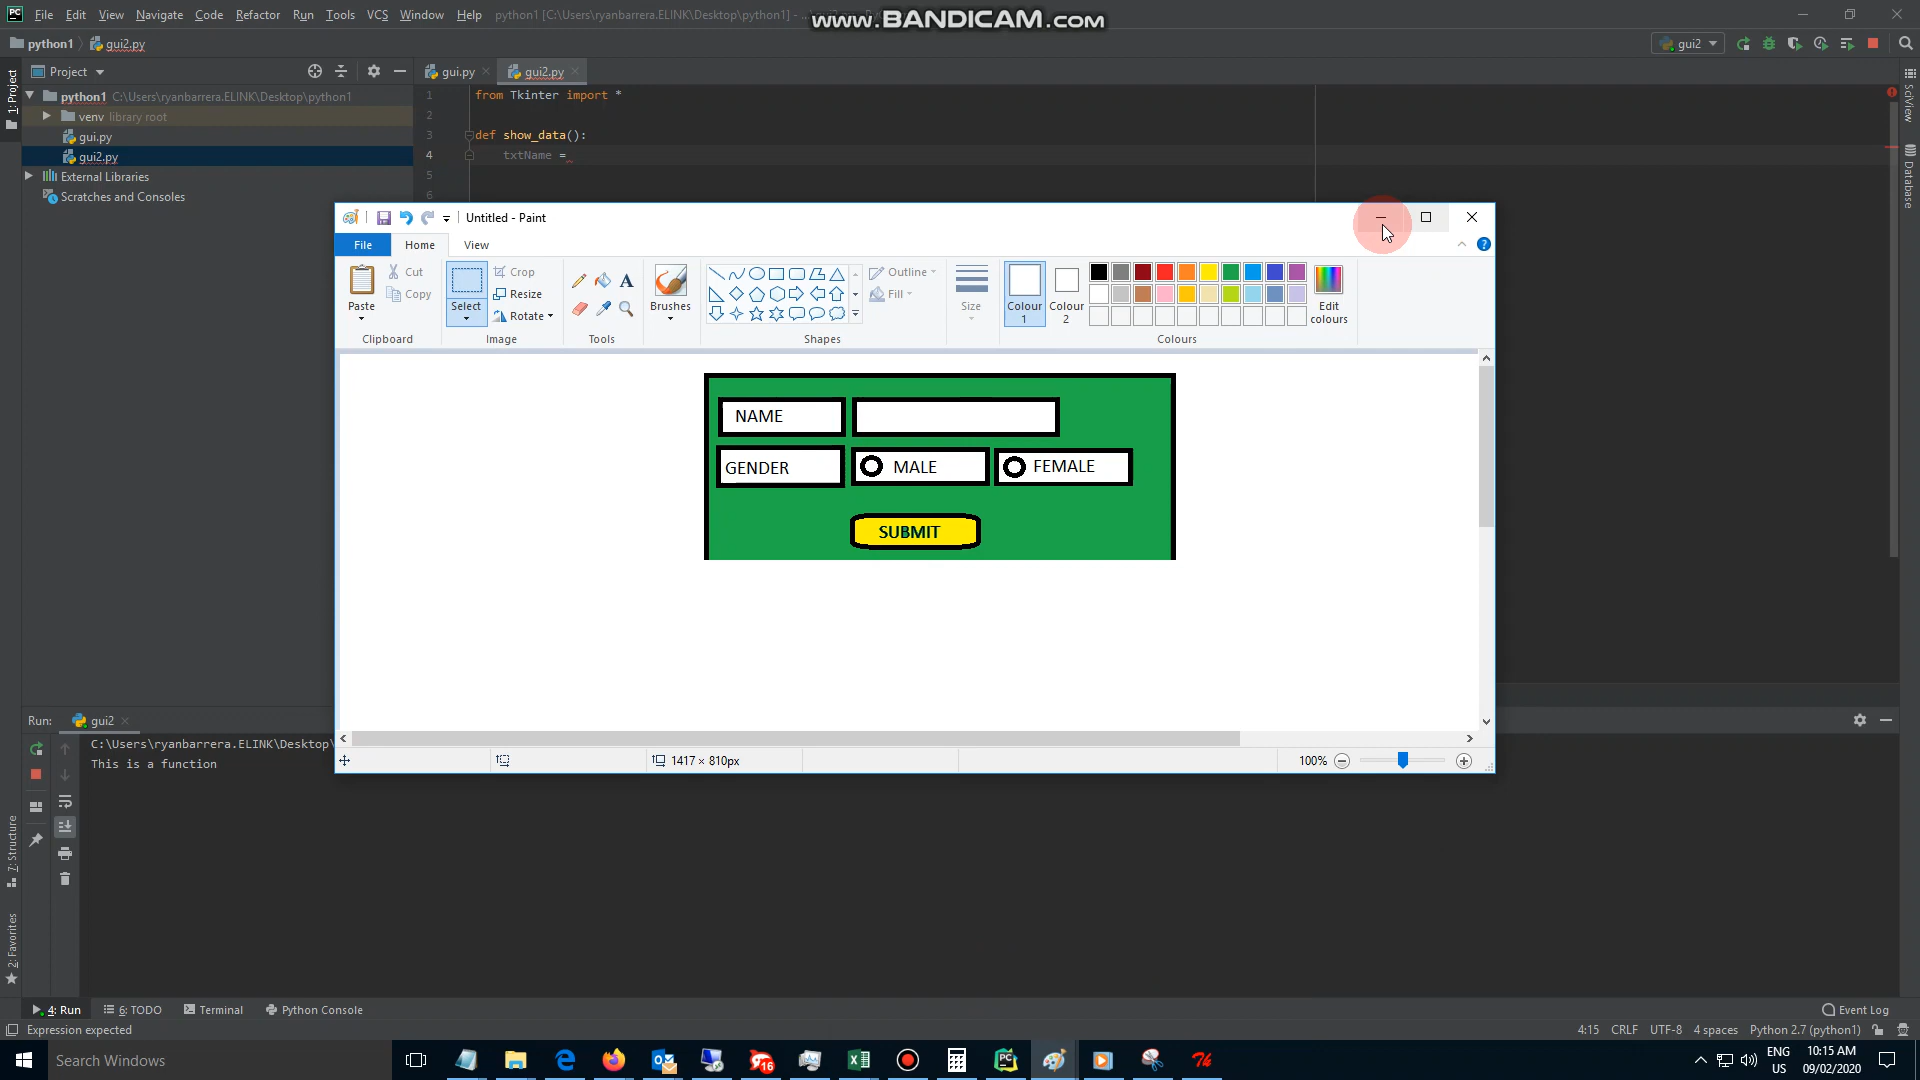 File Edit View Navigate Code Refactor Run Tools VCS Window Help python1 [C:\Users\ryanbarrera.ELINK\Desktop\python1] - ...
www.BANDICAM.com
python1 gui2.py
gui2
Project
gui.py gui2.py
1: Project
python1 C:\Users\ryanbarrera.ELINK\Desktop\python1
venv library root
gui.py
gui2.py
External Libraries
Scratches and Consoles
1 from Tkinter import *
2
3 def show_data():
4 txtName =
5
6
SciView
Database
Untitled - Paint
File Home View
Paste
Cut
Copy
Clipboard
Select
Crop
Resize
Rotate
Image
A
Tools
Brushes
Outline
Fill
Shapes
Size
Colour 1
Colour 2
Edit colours
Colours
NAME
GENDER MALE FEMALE
SUBMIT
1417 × 810px
100%
Run: gui2
C:\Users\ryanbarrera.ELINK\Desktop\
This is a function
7: Structure
2: Favorites
4: Run 6: TODO Terminal Python Console Event Log
Expression expected 4:15 CRLF UTF-8 4 spaces Python 2.7 (python1)
Search Windows
16
ENG
US
10:15 AM
09/02/2020